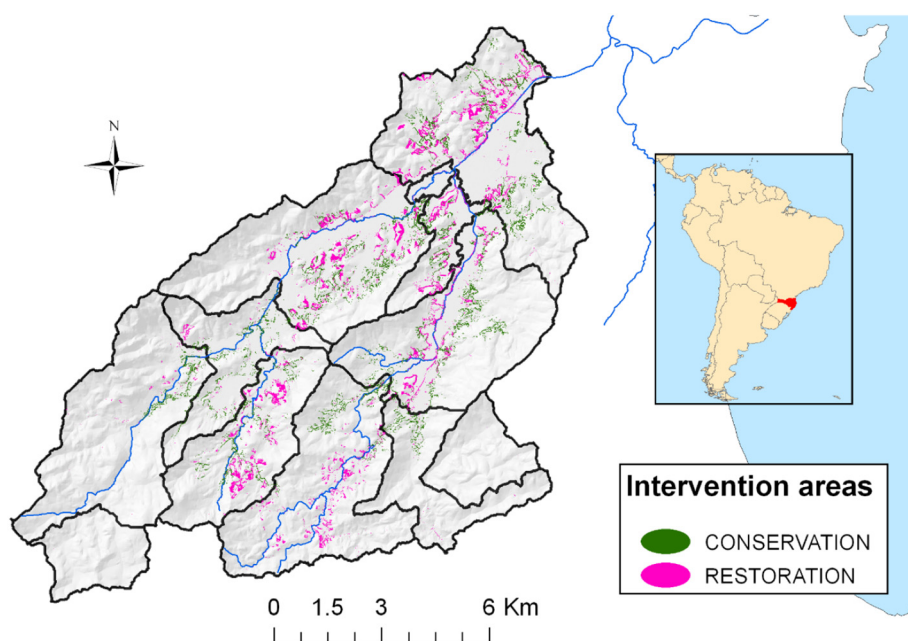 N
Intervention areas
CONSERVATION
RESTORATION
0 1.5 3 6 Km